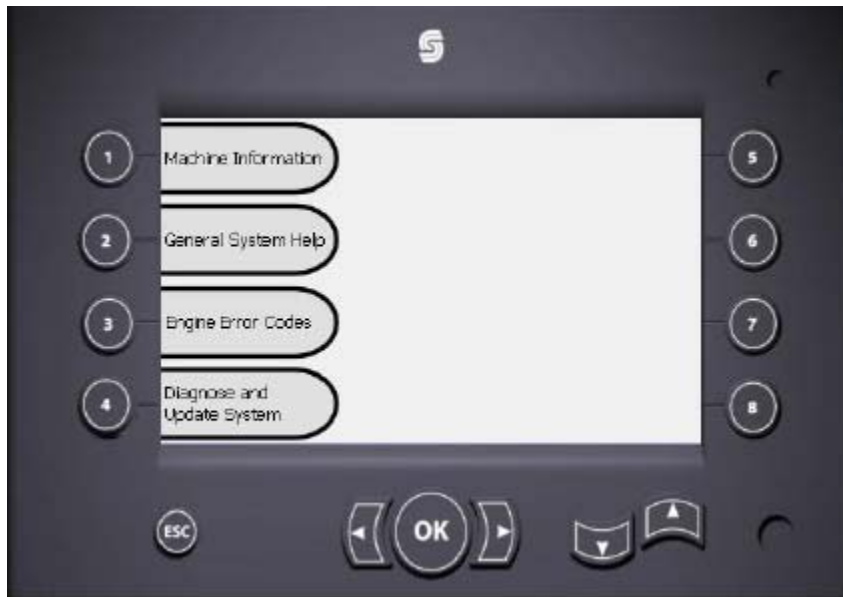 1
Machine Information
5
2
General System Help
6
3
Engine Error Codes
7
4
Diagnose and
Update System
8
ESC
OK